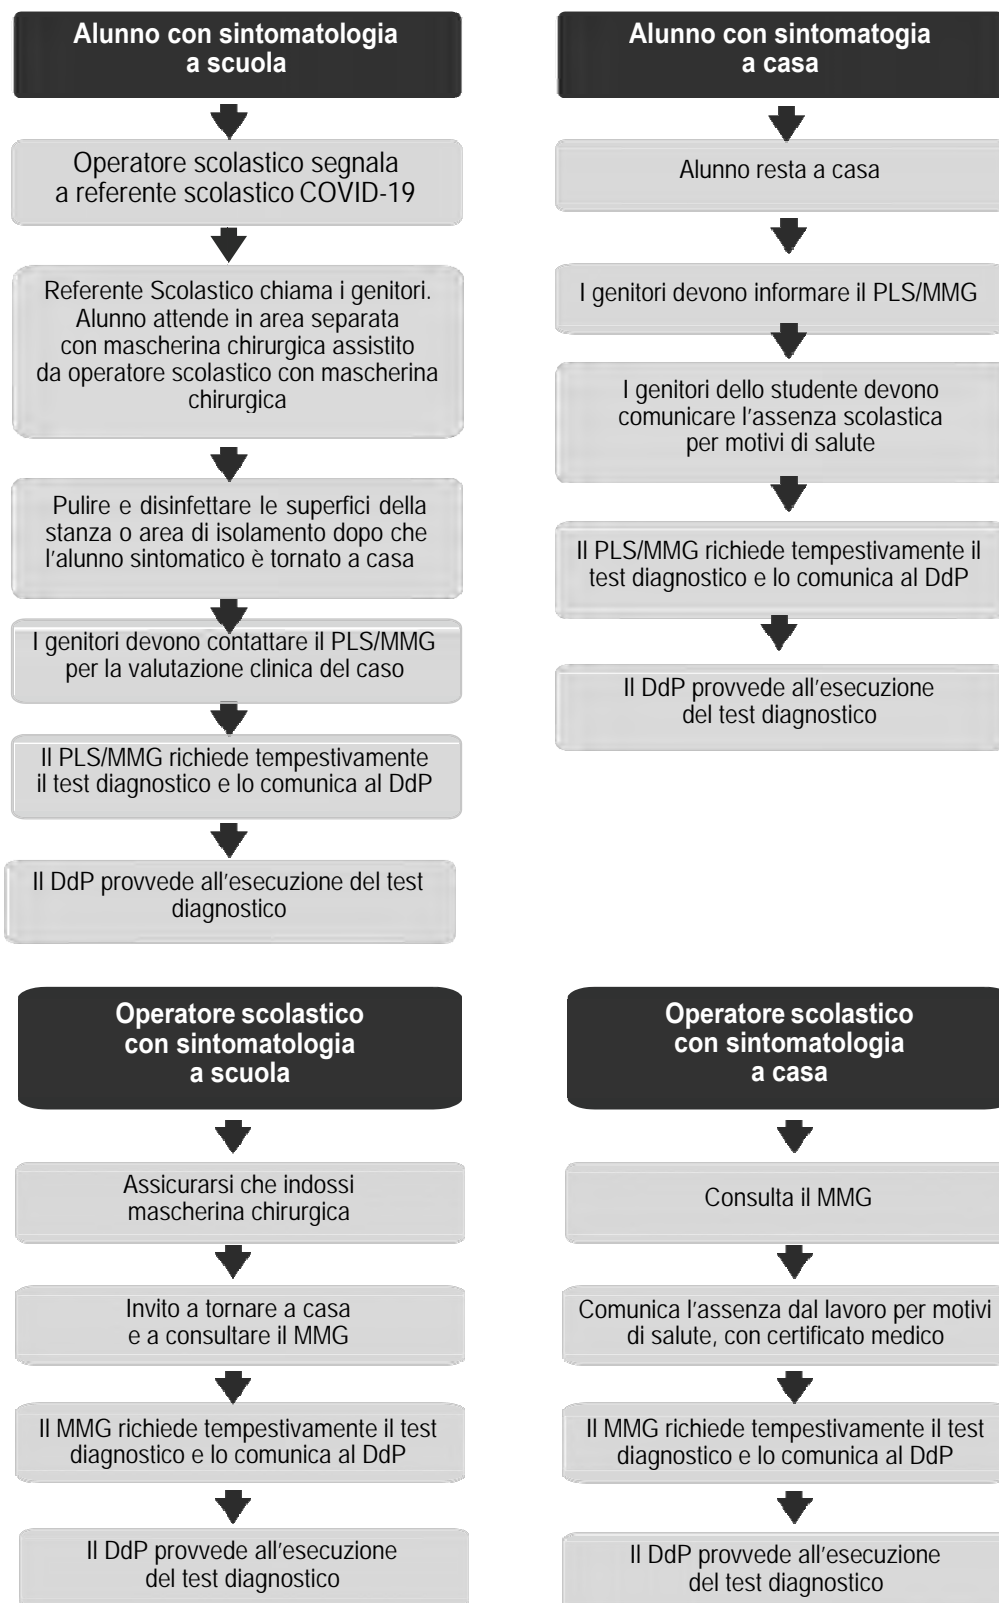 Alunno con sintomatologia
a scuola
Operatore scolastico segnala
a referente scolastico COVID-19
Referente Scolastico chiama i genitori.
Alunno attende in area separata
con mascherina chirurgica assistito
da operatore scolastico con mascherina
chirurgica
Pulire e disinfettare le superfici della
stanza o area di isolamento dopo che
l'alunno sintomatico è tornato a casa
I genitori devono contattare il PLS/MMG
per la valutazione clinica del caso
Il PLS/MMG richiede tempestivamente
il test diagnostico e lo comunica al DdP
Il DdP provvede all'esecuzione del test
diagnostico
Alunno con sintomatogia
a casa
Alunno resta a casa
I genitori devono informare il PLS/MMG
I genitori dello studente devono
comunicare l'assenza scolastica
per motivi di salute
Il PLS/MMG richiede tempestivamente il
test diagnostico e lo comunica al DdP
Il DdP provvede all'esecuzione
del test diagnostico
Operatore scolastico
con sintomatologia
a scuola
Assicurarsi che indossi
mascherina chirurgica
Invito a tornare a casa
e a consultare il MMG
Il MMG richiede tempestivamente il test
diagnostico e lo comunica al DdP
Il DdP provvede all'esecuzione
del test diagnostico
Operatore scolastico
con sintomatologia
a casa
Consulta il MMG
Comunica l'assenza dal lavoro per motivi
di salute, con certificato medico
Il MMG richiede tempestivamente il test
diagnostico e lo comunica al DdP
Il DdP provvede all'esecuzione
del test diagnostico